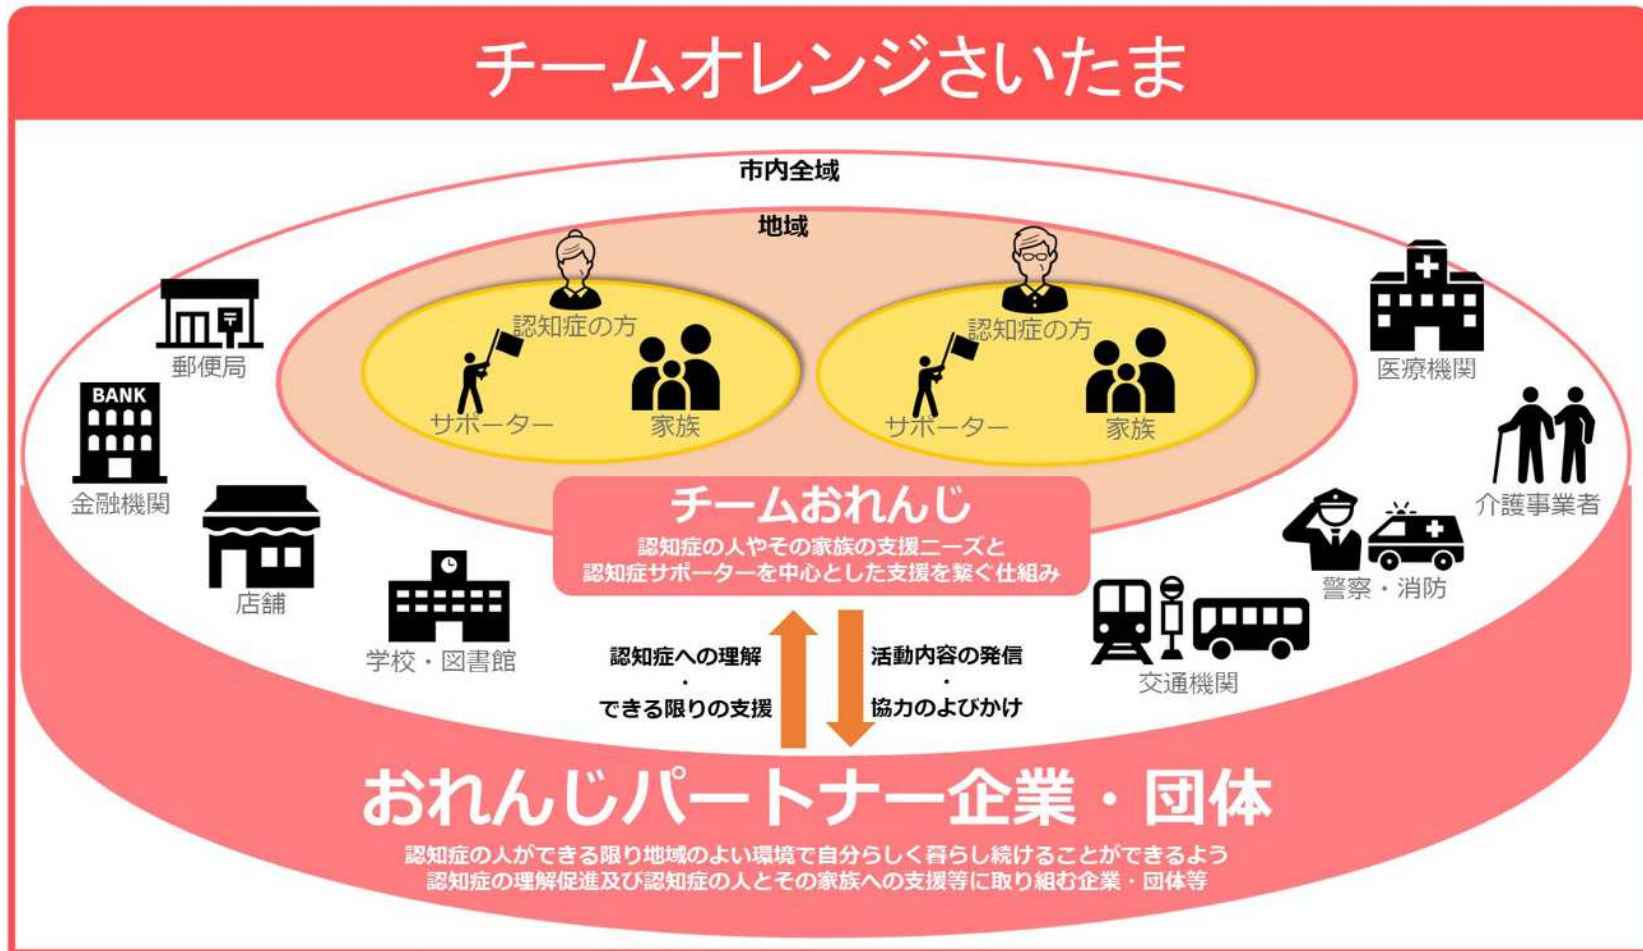 チームオレンジさいたま
市内全域
地域
認知症の方
サポーター
家族
認知症の方
サポーター
家族
郵便局
BANK
金融機関
店舗
学校・図書館
医療機関
介護事業者
警察・消防
交通機関
チームおれんじ
認知症の人やその家族の支援ニーズと
認知症サポーターを中心とした支援を繋ぐ仕組み
認知症への理解
・
できる限りの支援
活動内容の発信
・
協力のよびかけ
おれんじパートナー企業・団体
認知症の人ができる限り地域のよい環境で自分らしく暮らし続けることができるよう
認知症の理解促進及び認知症の人とその家族への支援等に取り組む企業・団体等